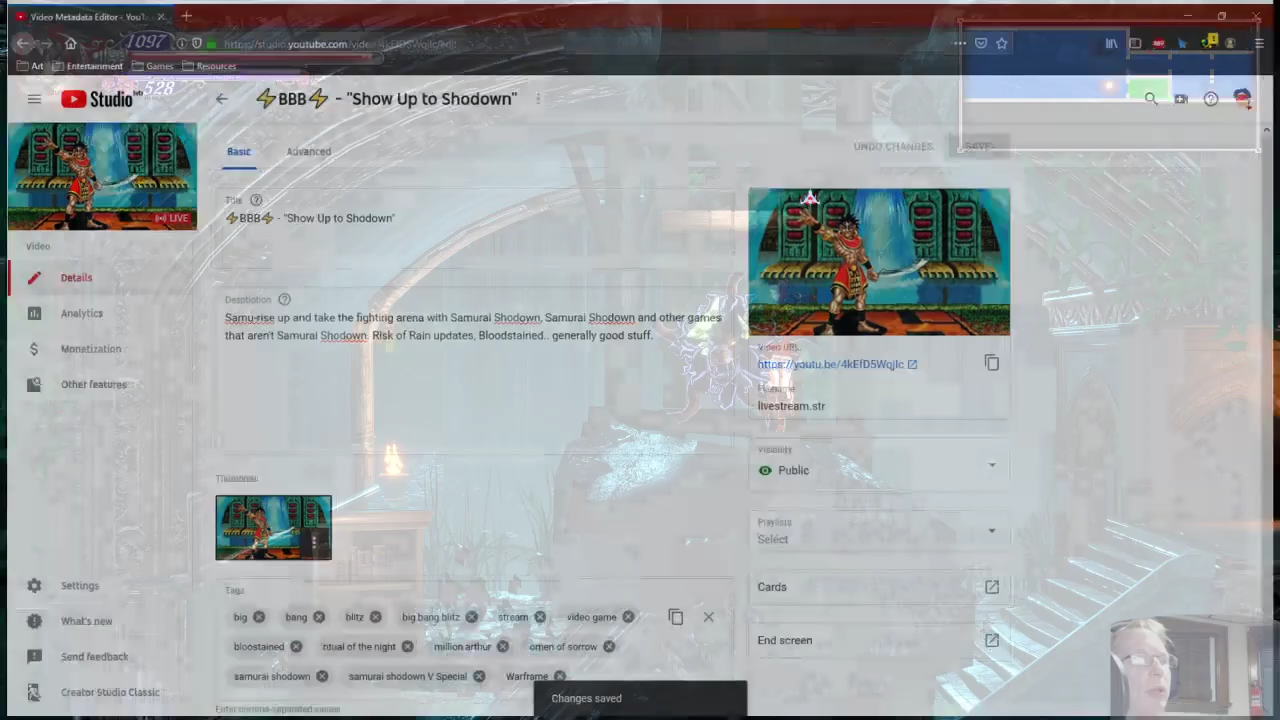 Video Metadata Editor - YouT
1097
https://studio.youtube.com/
Art
Entertainment
Games
Resources
528
Studio
⚡BBB⚡ - "Show Up to Shodown"
LIVE
Basic
Advanced
UNDO CHANGES
SAVE
Title
⚡BBB⚡ - "Show Up to Shodown"
Video
Details
Analytics
Monetization
Other features
Description
Samu-rise up and take the fighting arena with Samurai Shodown, Samurai Shodown and other games
that aren't Samurai Shodown. Risk of Rain updates, Bloodstained.. generally good stuff.
Video URL
https://youtu.be/4kEfD5WqjIc
Filename
livestream.str
Visibility
Public
Thumbnail
Playlists
Select
Cards
End screen
Tags
big
bang
blitz
big bang blitz
stream
video game
bloostained
ritual of the night
million arthur
omen of sorrow
samurai shodown
samurai shodown V Special
Warframe
Settings
What's new
Send feedback
Creator Studio Classic
Changes saved